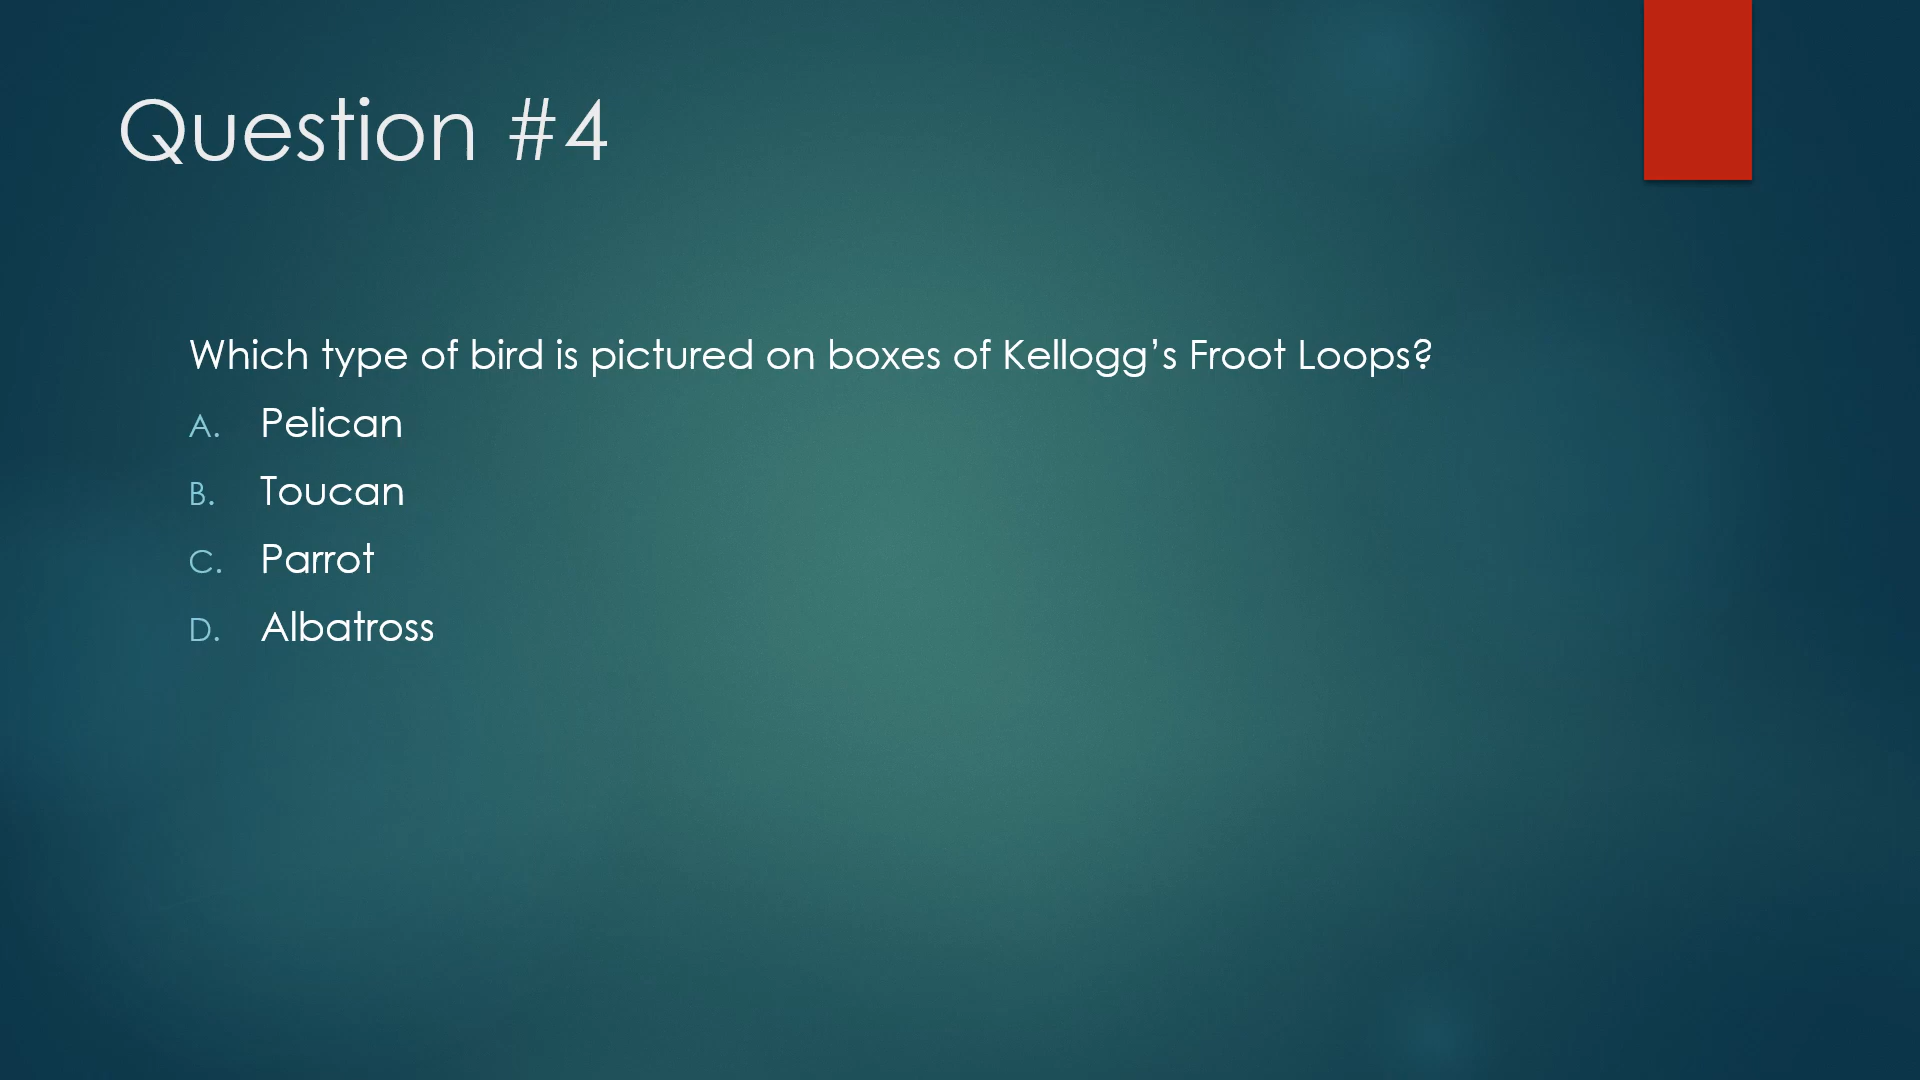 Question #4
Which type of bird is pictured on boxes of Kellogg’s Froot Loops?
A. Pelican
B. Toucan
C. Parrot
D. Albatross